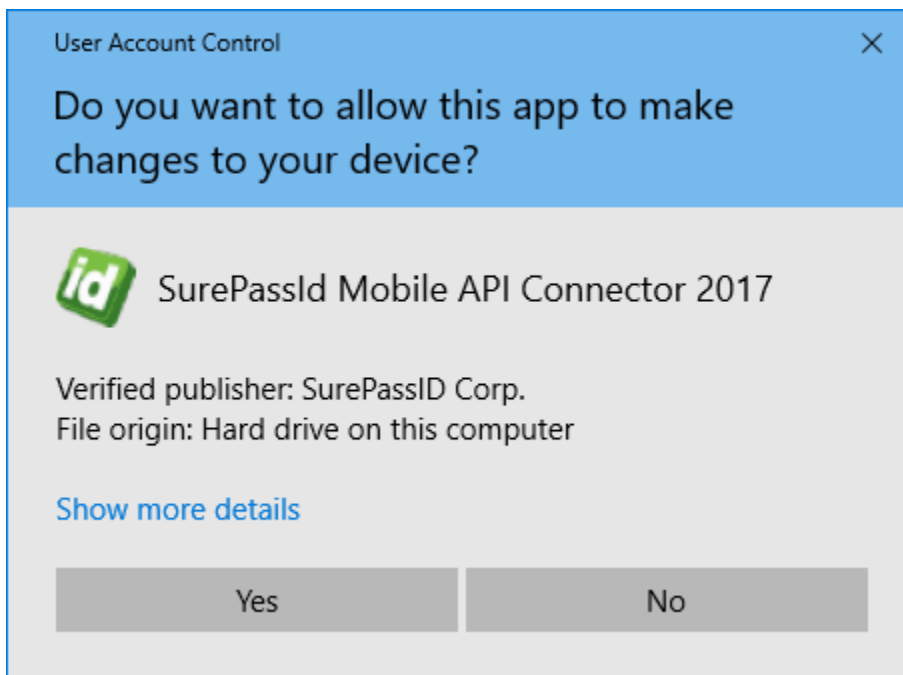 User Account Control
Do you want to allow this app to make
changes to your device?
id
SurePassId Mobile API Connector 2017
Verified publisher: SurePassID Corp.
File origin: Hard drive on this computer
Show more details
Yes
No